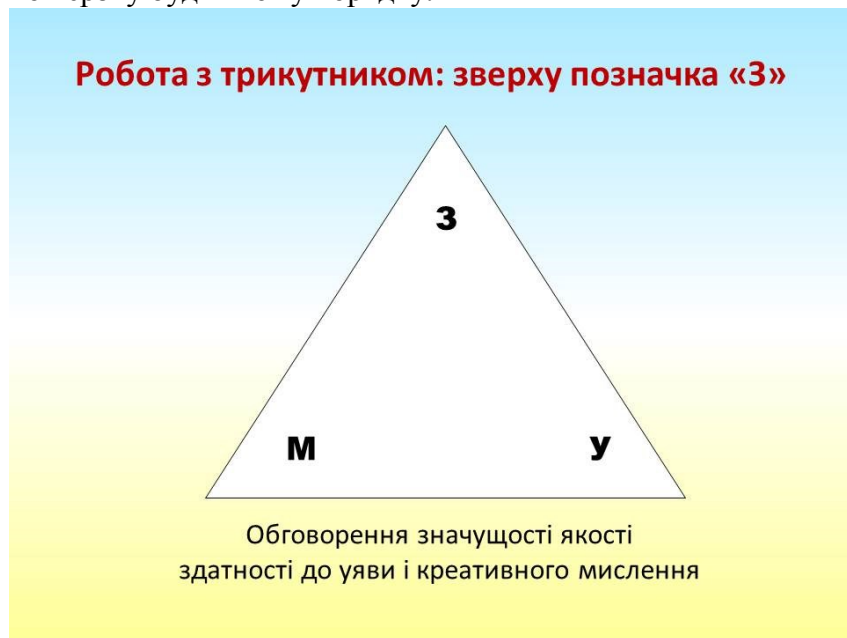 Робота з трикутником: зверху позначка «З»
З
М У
Обговорення значущості якості
здатності до уяви і креативного мислення